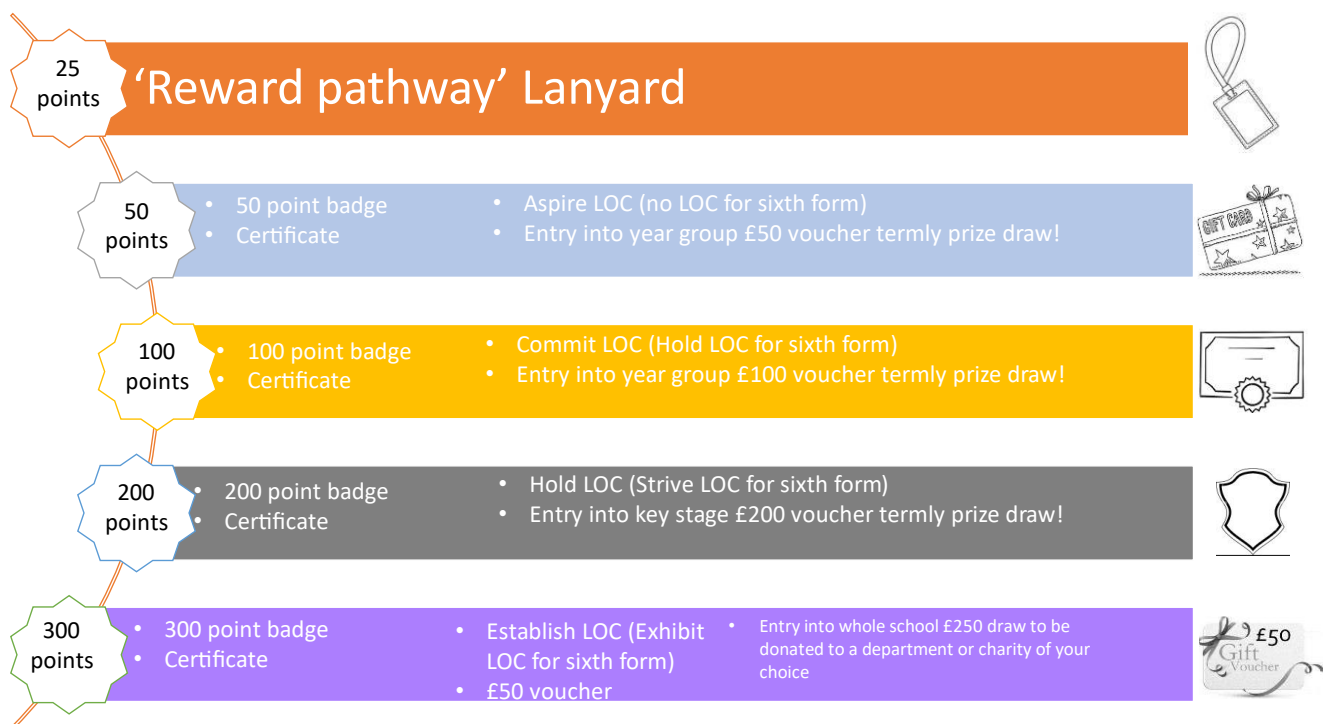 25
points
‘Reward pathway’ Lanyard
50
points
• 50 point badge
• Certificate
• Aspire LOC (no LOC for sixth form)
• Entry into year group £50 voucher termly prize draw!
GIFT CARD
100
points
• 100 point badge
• Certificate
• Commit LOC (Hold LOC for sixth form)
• Entry into year group £100 voucher termly prize draw!
200
points
• 200 point badge
• Certificate
• Hold LOC (Strive LOC for sixth form)
• Entry into key stage £200 voucher termly prize draw!
300
points
• 300 point badge
• Certificate
• Establish LOC (Exhibit
LOC for sixth form)
• £50 voucher
• Entry into whole school £250 draw to be
donated to a department or charity of your
choice
£50
Gift
Voucher